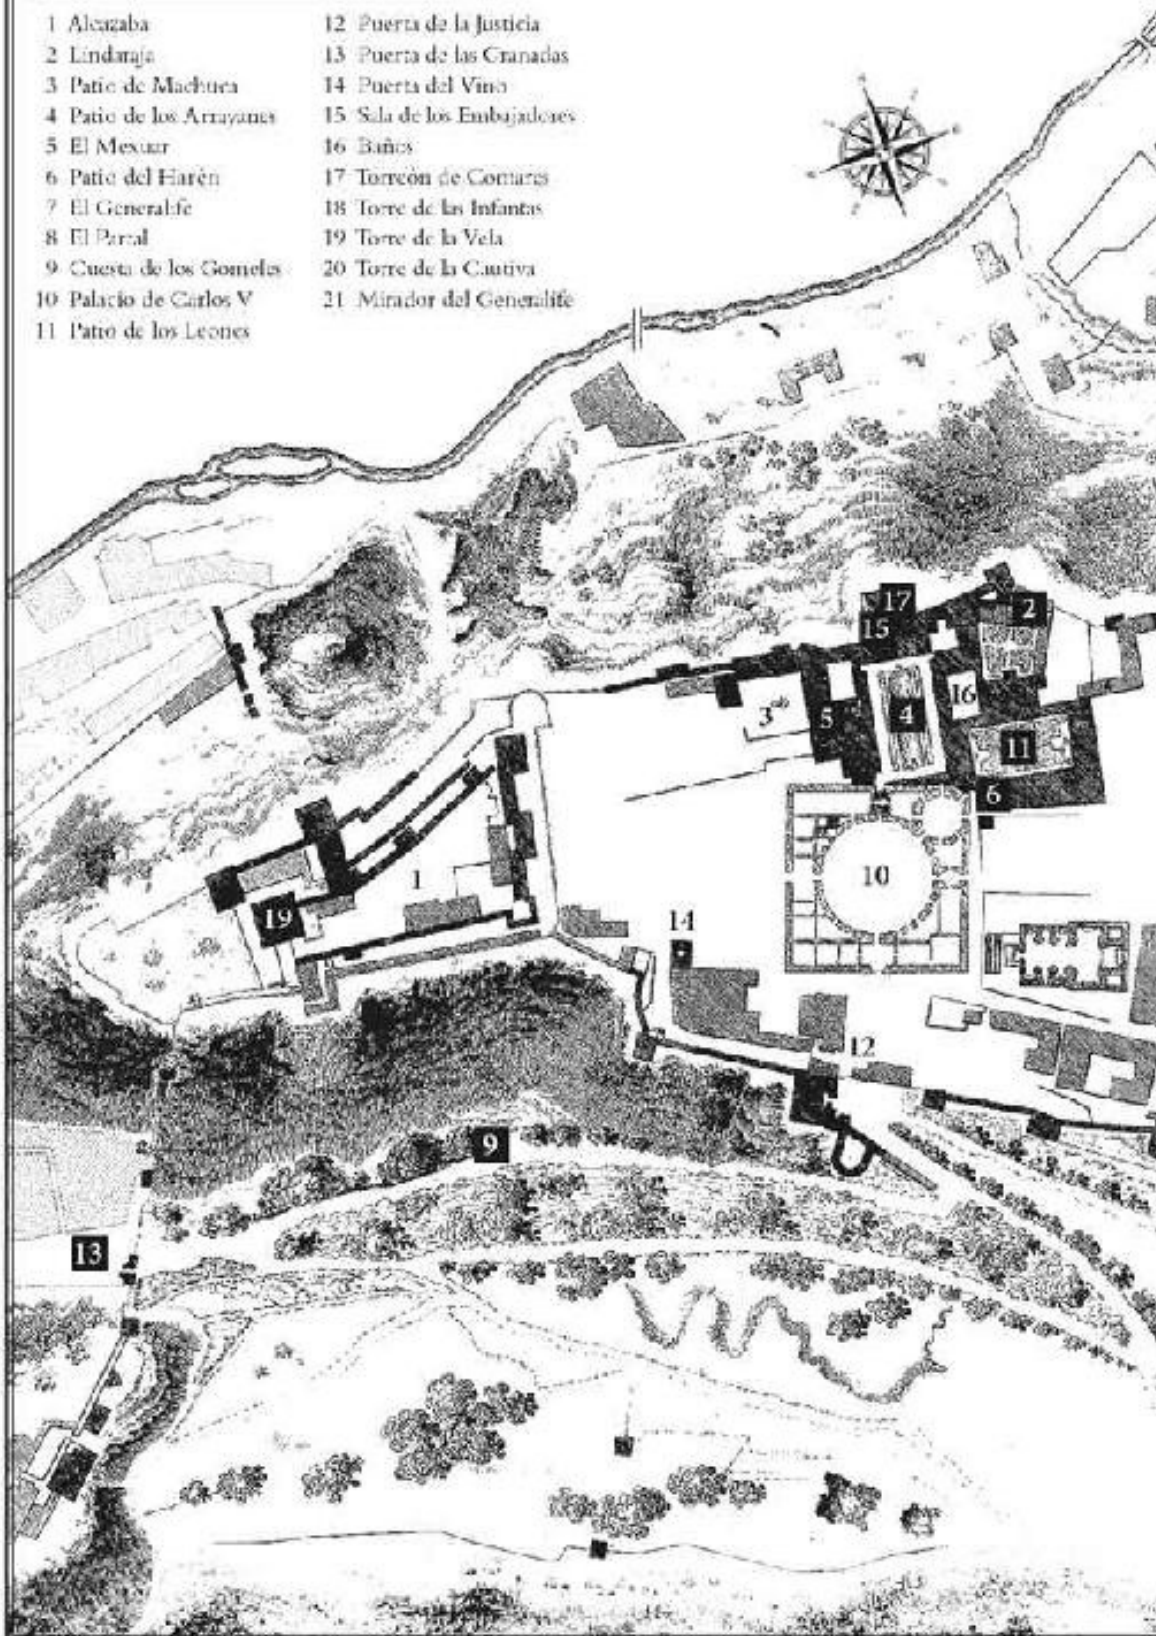 1 Alcazaba
2 Lindaraja
3 Patio de Machuca
4 Patio de los Arrayanes
5 El Mexuar
6 Patio del Harén
7 El Generalife
8 El Partal
9 Cuesta de los Gomeles
10 Palacio de Carlos V
11 Patio de los Leones
12 Puerta de la Justicia
13 Puerta de las Granadas
14 Puerta del Vino
15 Sala de los Embajadores
16 Baños
17 Torreón de Comares
18 Torre de las Infantas
19 Torre de la Vela
20 Torre de la Cautiva
21 Mirador del Generalife
17
2
15
16
3
5
4
11
6
10
1
19
14
12
9
13